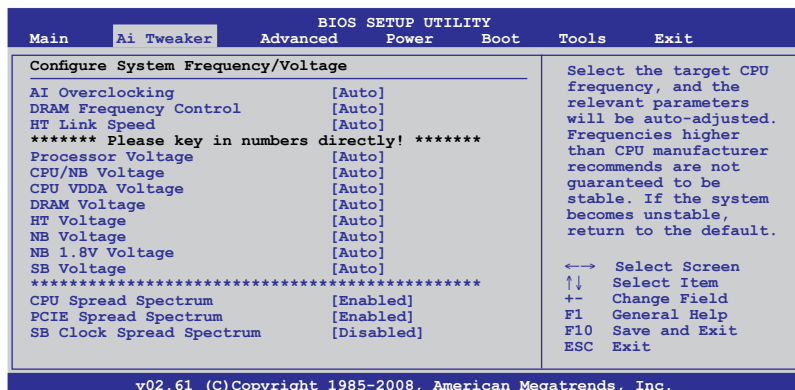 BIOS SETUP UTILITY
Main Ai Tweaker Advanced Power Boot Tools Exit
Configure System Frequency/Voltage
AI Overclocking [Auto]
DRAM Frequency Control [Auto]
HT Link Speed [Auto]
******* Please key in numbers directly! *******
Processor Voltage [Auto]
CPU/NB Voltage [Auto]
CPU VDDA Voltage [Auto]
DRAM Voltage [Auto]
HT Voltage [Auto]
NB Voltage [Auto]
NB 1.8V Voltage [Auto]
SB Voltage [Auto]
***********************************************
CPU Spread Spectrum [Enabled]
PCIE Spread Spectrum [Enabled]
SB Clock Spread Spectrum [Disabled]
Select the target CPU
frequency, and the
relevant parameters
will be auto-adjusted.
Frequencies higher
than CPU manufacturer
recommends are not
guaranteed to be
stable. If the system
becomes unstable,
return to the default.
←→ Select Screen
↑↓ Select Item
+- Change Field
F1 General Help
F10 Save and Exit
ESC Exit
v02.61 (C)Copyright 1985-2008, American Megatrends, Inc.